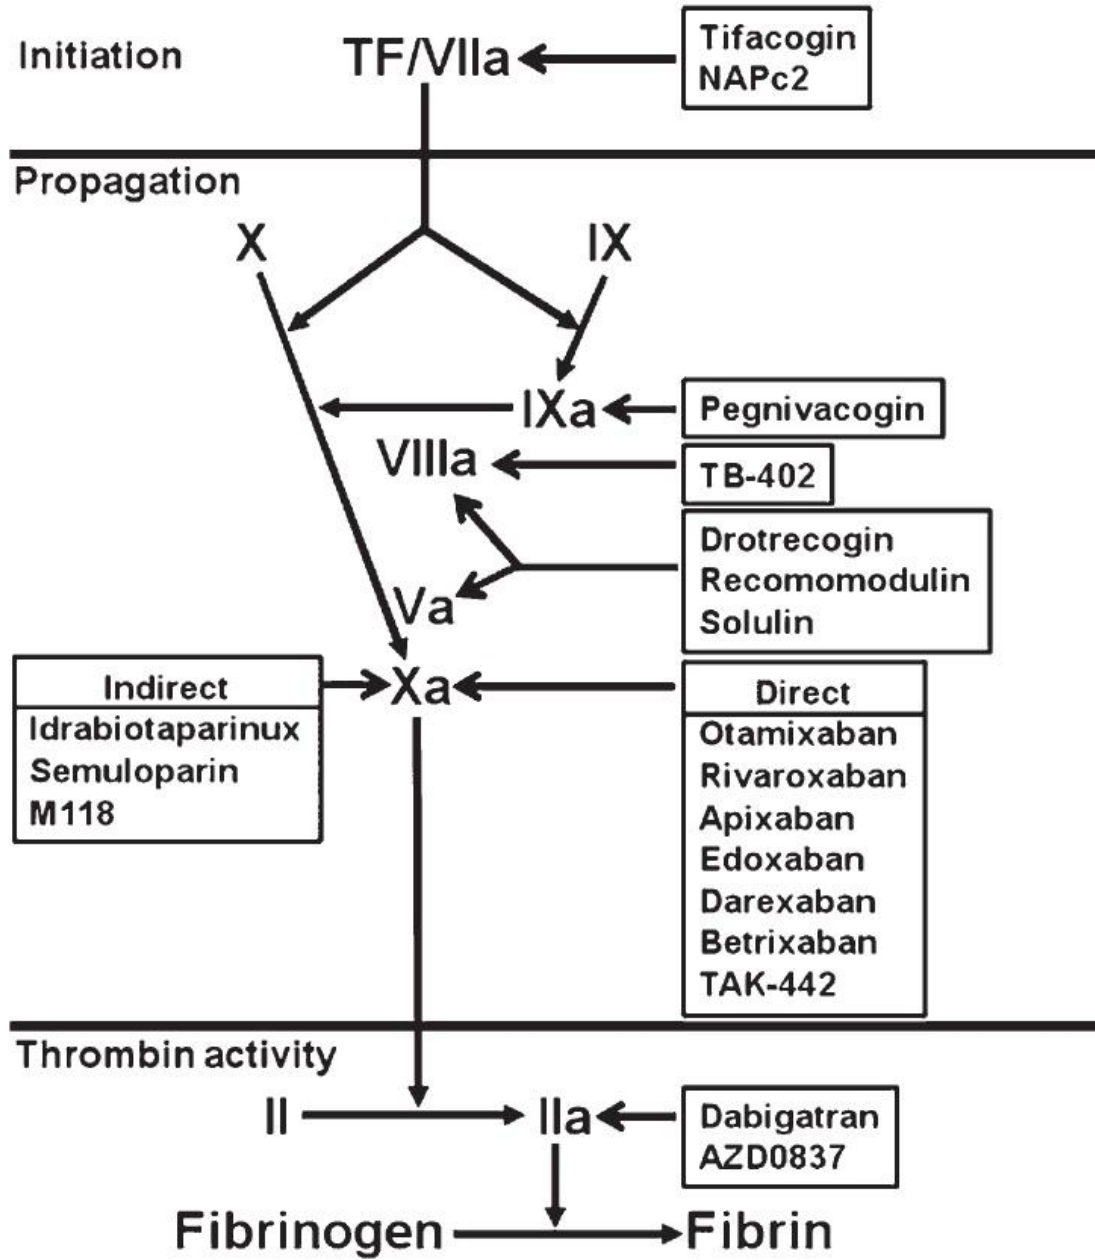 Initiation
TF/VIIa
Tifacogin
NAPc2
Propagation
X
IX
IXa
Pegnivacogin
VIIIa
TB-402
Drotrecogin
Recomomodulin
Solulin
Va
Xa
Indirect
Idrabiotaparinux
Semuloparin
M118
Direct
Otamixaban
Rivaroxaban
Apixaban
Edoxaban
Darexaban
Betrixaban
TAK-442
Thrombin activity
II
IIa
Dabigatran
AZD0837
Fibrinogen
Fibrin